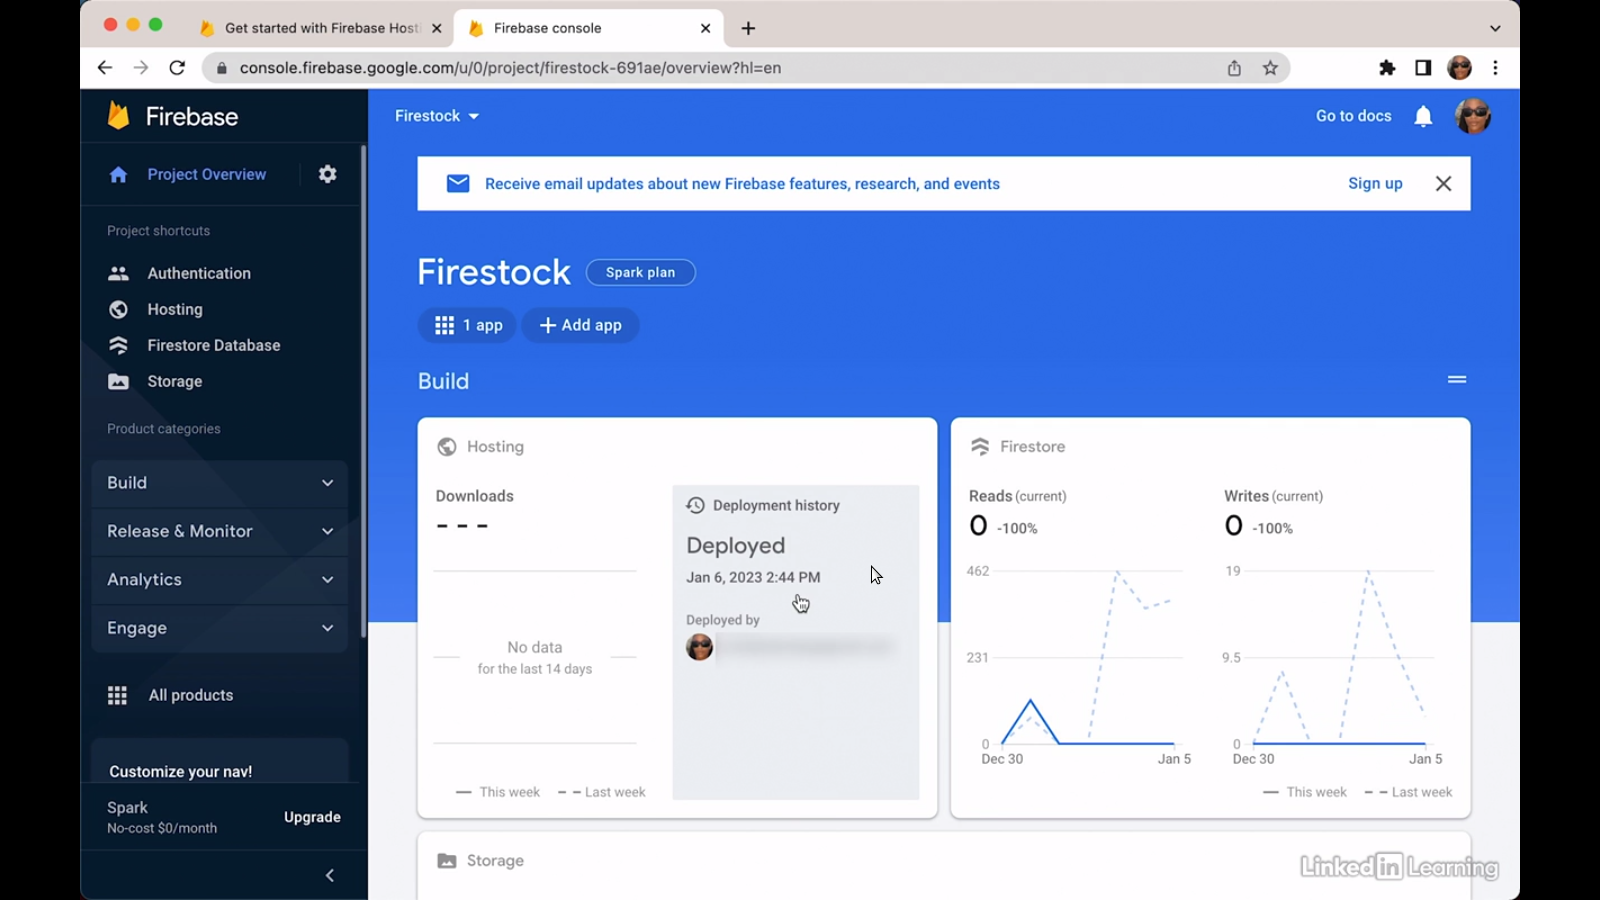 Get started with Firebase Hosti
Firebase console
console.firebase.google.com/u/0/project/firestock-691ae/overview?hl=en
Firebase
Firestock
Go to docs
Project Overview
Receive email updates about new Firebase features, research, and events
Sign up
Project shortcuts
Authentication
Hosting
Firestore Database
Storage
Product categories
Build
Release & Monitor
Analytics
Engage
All products
Customize your nav!
Spark
No-cost $0/month
Upgrade
Firestock
Spark plan
1 app
Add app
Build
Hosting
Downloads
- - -
No data
for the last 14 days
This week
Last week
Deployment history
Deployed
Jan 6, 2023 2:44 PM
Deployed by
Firestore
Reads (current)
0 -100%
462
231
0
Dec 30
Jan 5
Writes (current)
0 -100%
19
9.5
0
Dec 30
Jan 5
This week
Last week
Storage
Linked in Learning